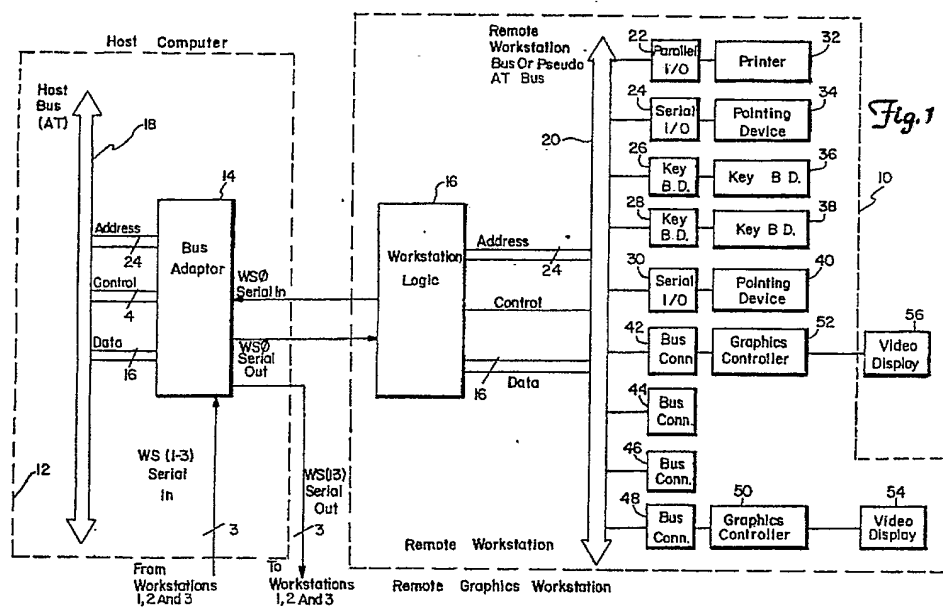 Fig. 1
Host Computer
Host
Bus
(AT)
18
14
Bus
Adaptor
Address
24
Control
4
Data
16
12
WS (1-3)
Serial
In
3
From
Workstations
1, 2 And 3
WS(1-3)
Serial
Out
3
To
Workstations
1, 2 And 3
WSØ
Serial In
WSØ
Serial
Out
16
Workstation
Logic
Address
24
Control
16
Data
Remote
Workstation
Bus Or Pseudo
AT Bus
20
22
Parallel
I/O
32
Printer
24
Serial
I/O
34
Pointing
Device
26
Key
B.D.
36
Key B D.
28
Key
B.D.
38
Key B.D.
30
Serial
I/O
40
Pointing
Device
42
Bus
Conn
52
Graphics
Controller
56
Video
Display
44
Bus
Conn.
46
Bus
Conn.
48
Bus
Conn.
50
Graphics
Controller
54
Video
Display
10
Remote Workstation
Remote Graphics Workstation